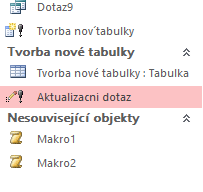 Dotaz9
Tvorba nov´tabulky
Tvorba nové tabulky
Tvorba nové tabulky : Tabulka
Aktualizacni dotaz
Nesouvisející objekty
Makro1
Makro2